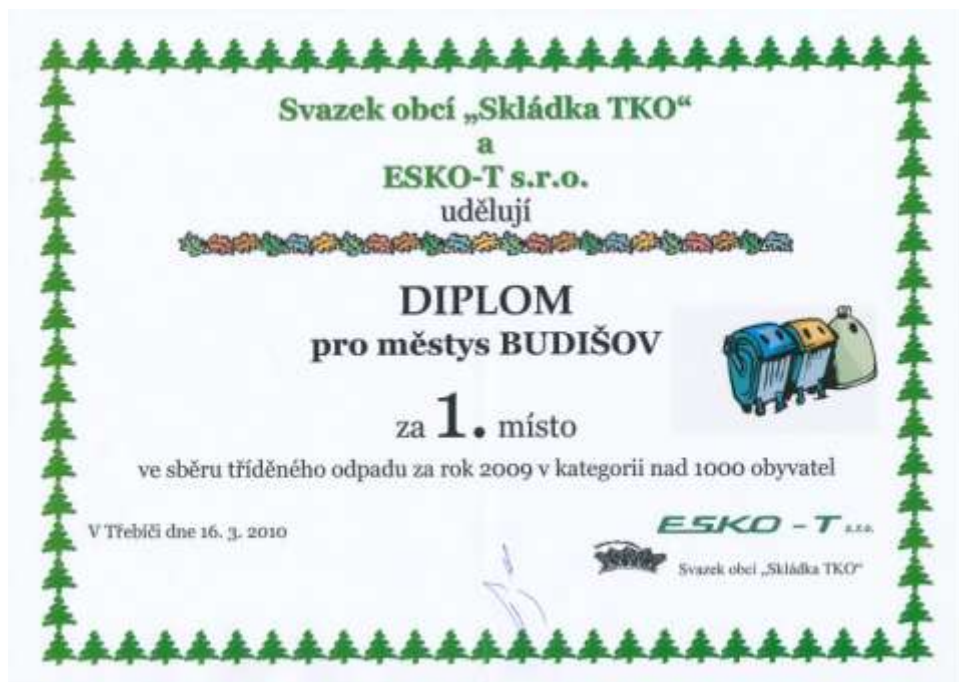 Svazek obcí „Skládka TKO“
a
ESKO-T s.r.o.
udělují
DIPLOM
pro městys BUDIŠOV
za 1. místo
ve sběru tříděného odpadu za rok 2009 v kategorii nad 1000 obyvatel
V Třebíči dne 16. 3. 2010
ESKO - T s.r.o.
Svazek obcí „Skládka TKO“